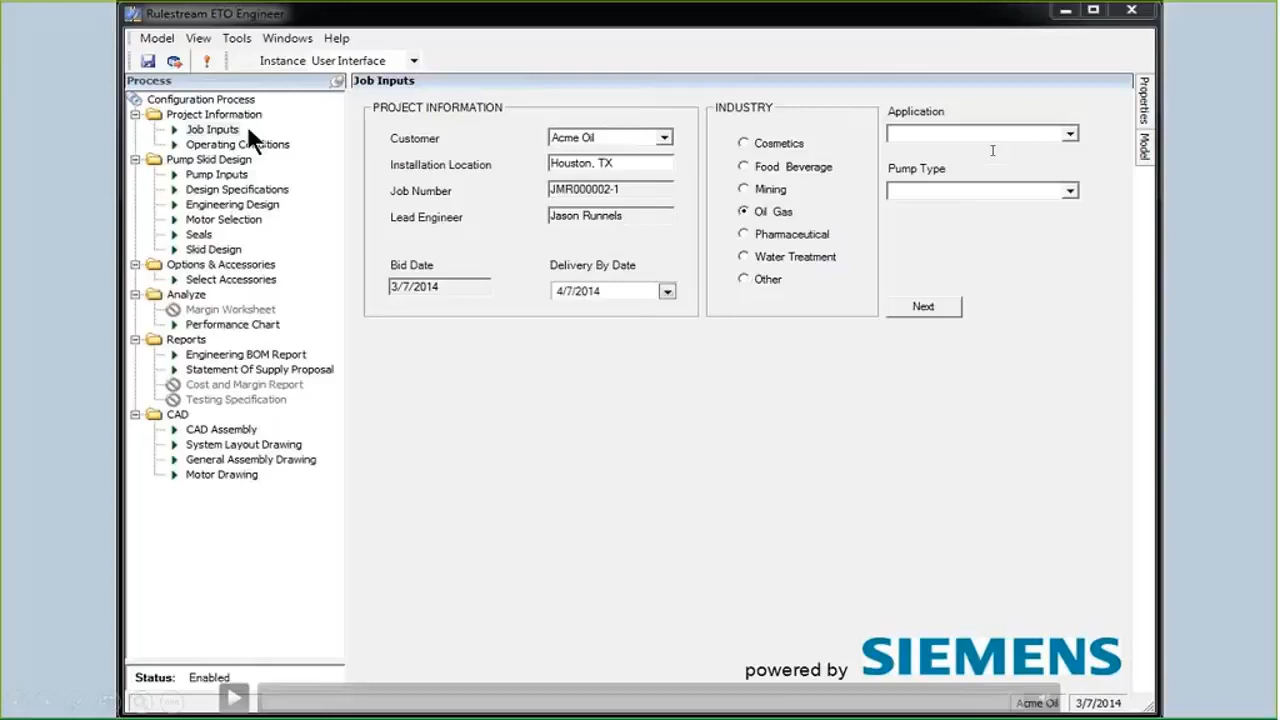 Rulestream ETO Engineer
Model View Tools Windows Help
Instance User Interface
Process
Configuration Process
Project Information
Job Inputs
Operating Conditions
Pump Skid Design
Pump Inputs
Design Specifications
Engineering Design
Motor Selection
Seals
Skid Design
Options & Accessories
Select Accessories
Analyze
Margin Worksheet
Performance Chart
Reports
Engineering BOM Report
Statement Of Supply Proposal
Cost and Margin Report
Testing Specification
CAD
CAD Assembly
System Layout Drawing
General Assembly Drawing
Motor Drawing
Status: Enabled
Job Inputs
PROJECT INFORMATION
Customer Acme Oil
Installation Location Houston, TX
Job Number JMR000002-1
Lead Engineer Jason Runnels
Bid Date Delivery By Date
3/7/2014 4/7/2014
INDUSTRY
Cosmetics
Food Beverage
Mining
Oil Gas
Pharmaceutical
Water Treatment
Other
Application
Pump Type
Next
Properties
Model
powered by SIEMENS
Acme Oil 3/7/2014